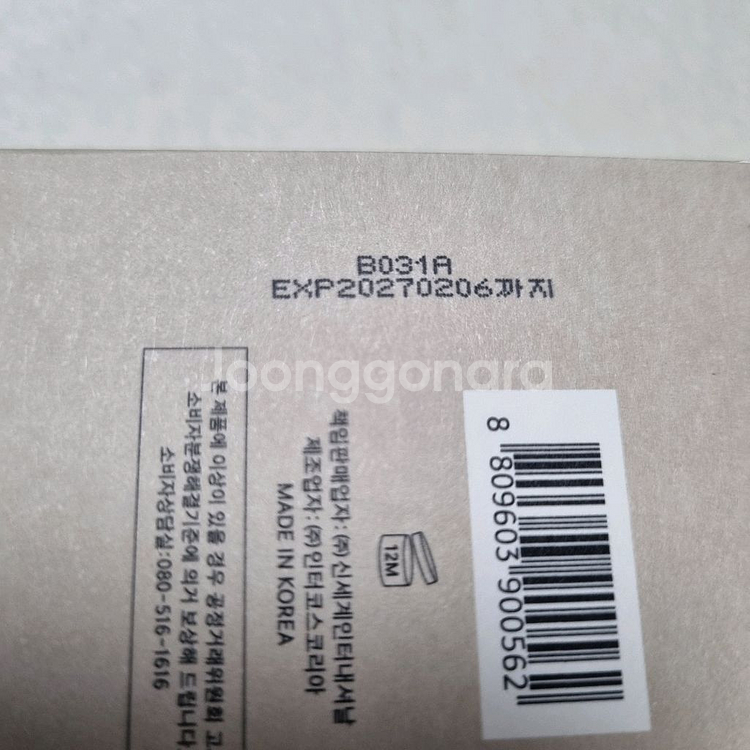 B031A
EXP20270206까지
Joonggonara
본 제품에 이상이 있을 경우 공정거래위원회 고
소비자분쟁해결기준에 의거 보상해 드립니다
소비자상담실:080-516-1616
책임판매업자: (주)신세계인터내셔날
제조업자: (주)인터코스코리아
MADE IN KOREA
12M
8 809603 900562